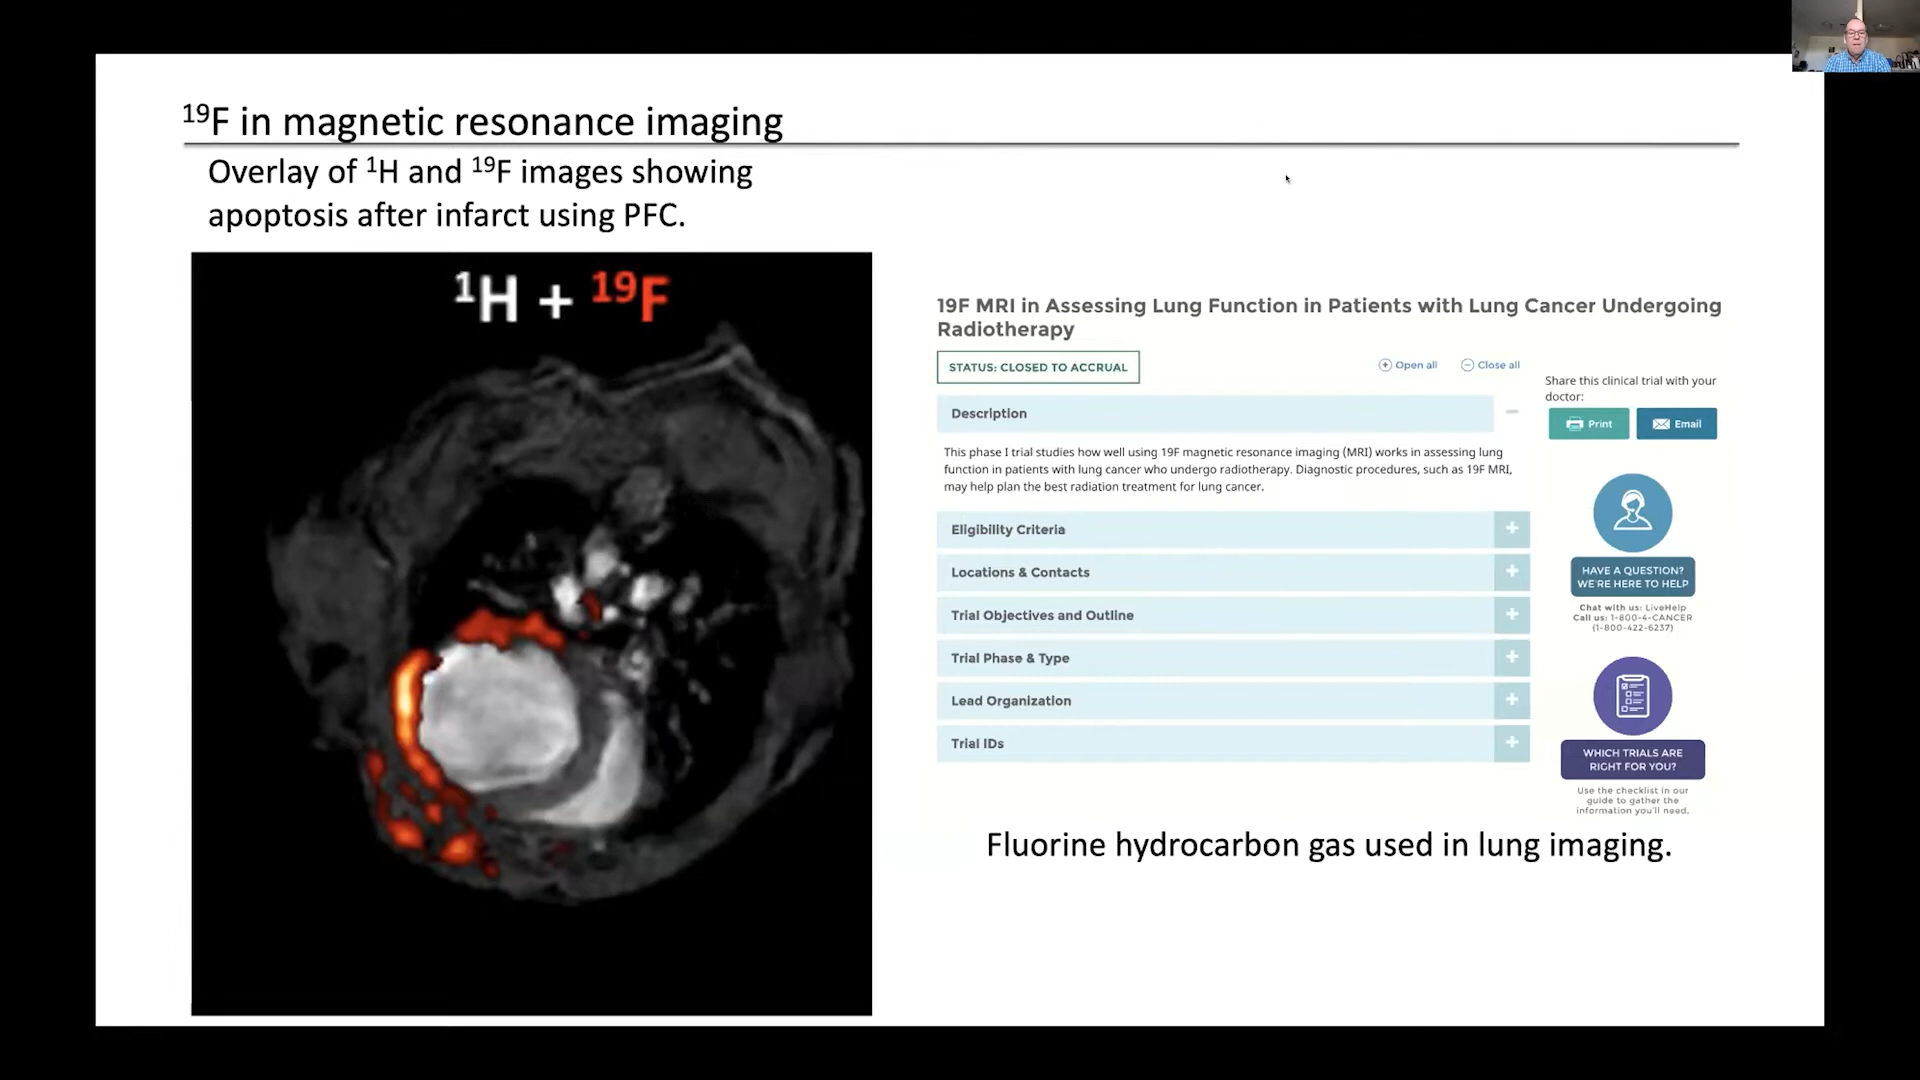 19F in magnetic resonance imaging
Overlay of 1H and 19F images showing
apoptosis after infarct using PFC.
1H + 19F
19F MRI in Assessing Lung Function in Patients with Lung Cancer Undergoing
Radiotherapy
STATUS: CLOSED TO ACCRUAL
Open all
Close all
Share this clinical trial with your
doctor:
Print
Email
Description
This phase I trial studies how well using 19F magnetic resonance imaging (MRI) works in assessing lung
function in patients with lung cancer who undergo radiotherapy. Diagnostic procedures, such as 19F MRI,
may help plan the best radiation treatment for lung cancer.
Eligibility Criteria
Locations & Contacts
Trial Objectives and Outline
Trial Phase & Type
Lead Organization
Trial IDs
HAVE A QUESTION?
WE'RE HERE TO HELP
Chat with us: LiveHelp
Call us: 1-800-4-CANCER
(1-800-422-6237)
WHICH TRIALS ARE
RIGHT FOR YOU?
Use the checklist in our
guide to gather the
information you'll need.
Fluorine hydrocarbon gas used in lung imaging.